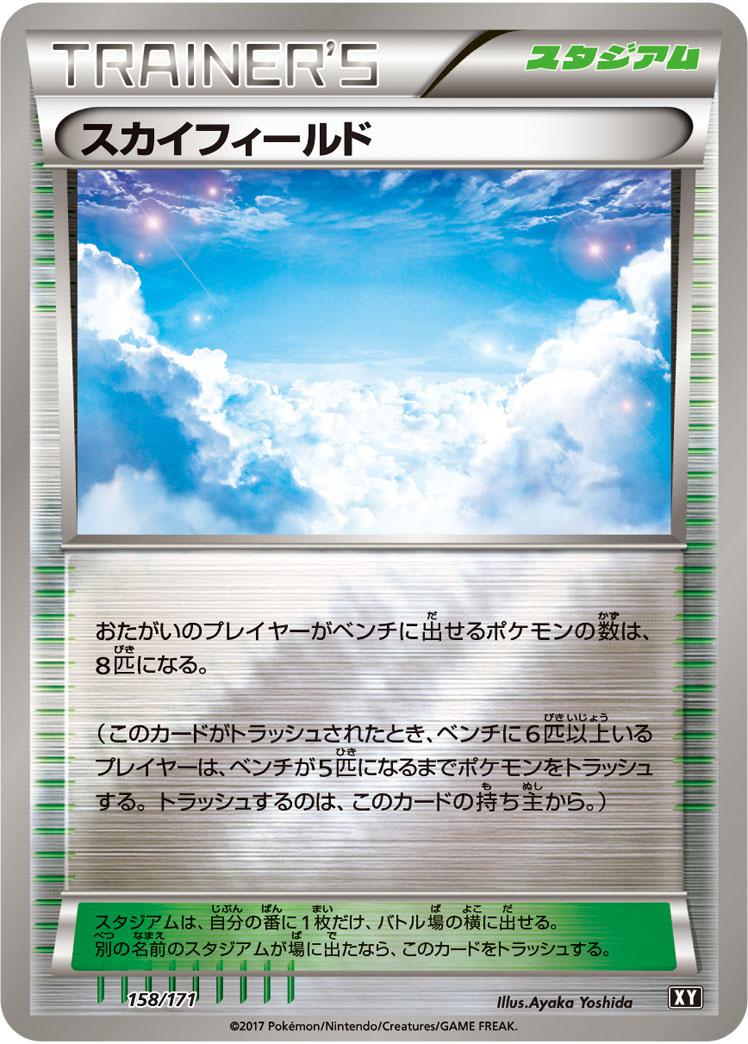 TRAINER'S
スタジアム
スカイフィールド
おたがいのプレイヤーがベンチに出せるポケモンの数は、
8匹になる。
(このカードがトラッシュされたとき、ベンチに6匹以上いる
プレイヤーは、ベンチが5匹になるまでポケモンをトラッシュ
する。トラッシュするのは、このカードの持ち主から。)
スタジアムは、自分の番に1枚だけ、バトル場の横に出せる。
別の名前のスタジアムが場に出たなら、このカードをトラッシュする。
158/171
Illus.Ayaka Yoshida
XY
©2017 Pokémon/Nintendo/Creatures/GAME FREAK.